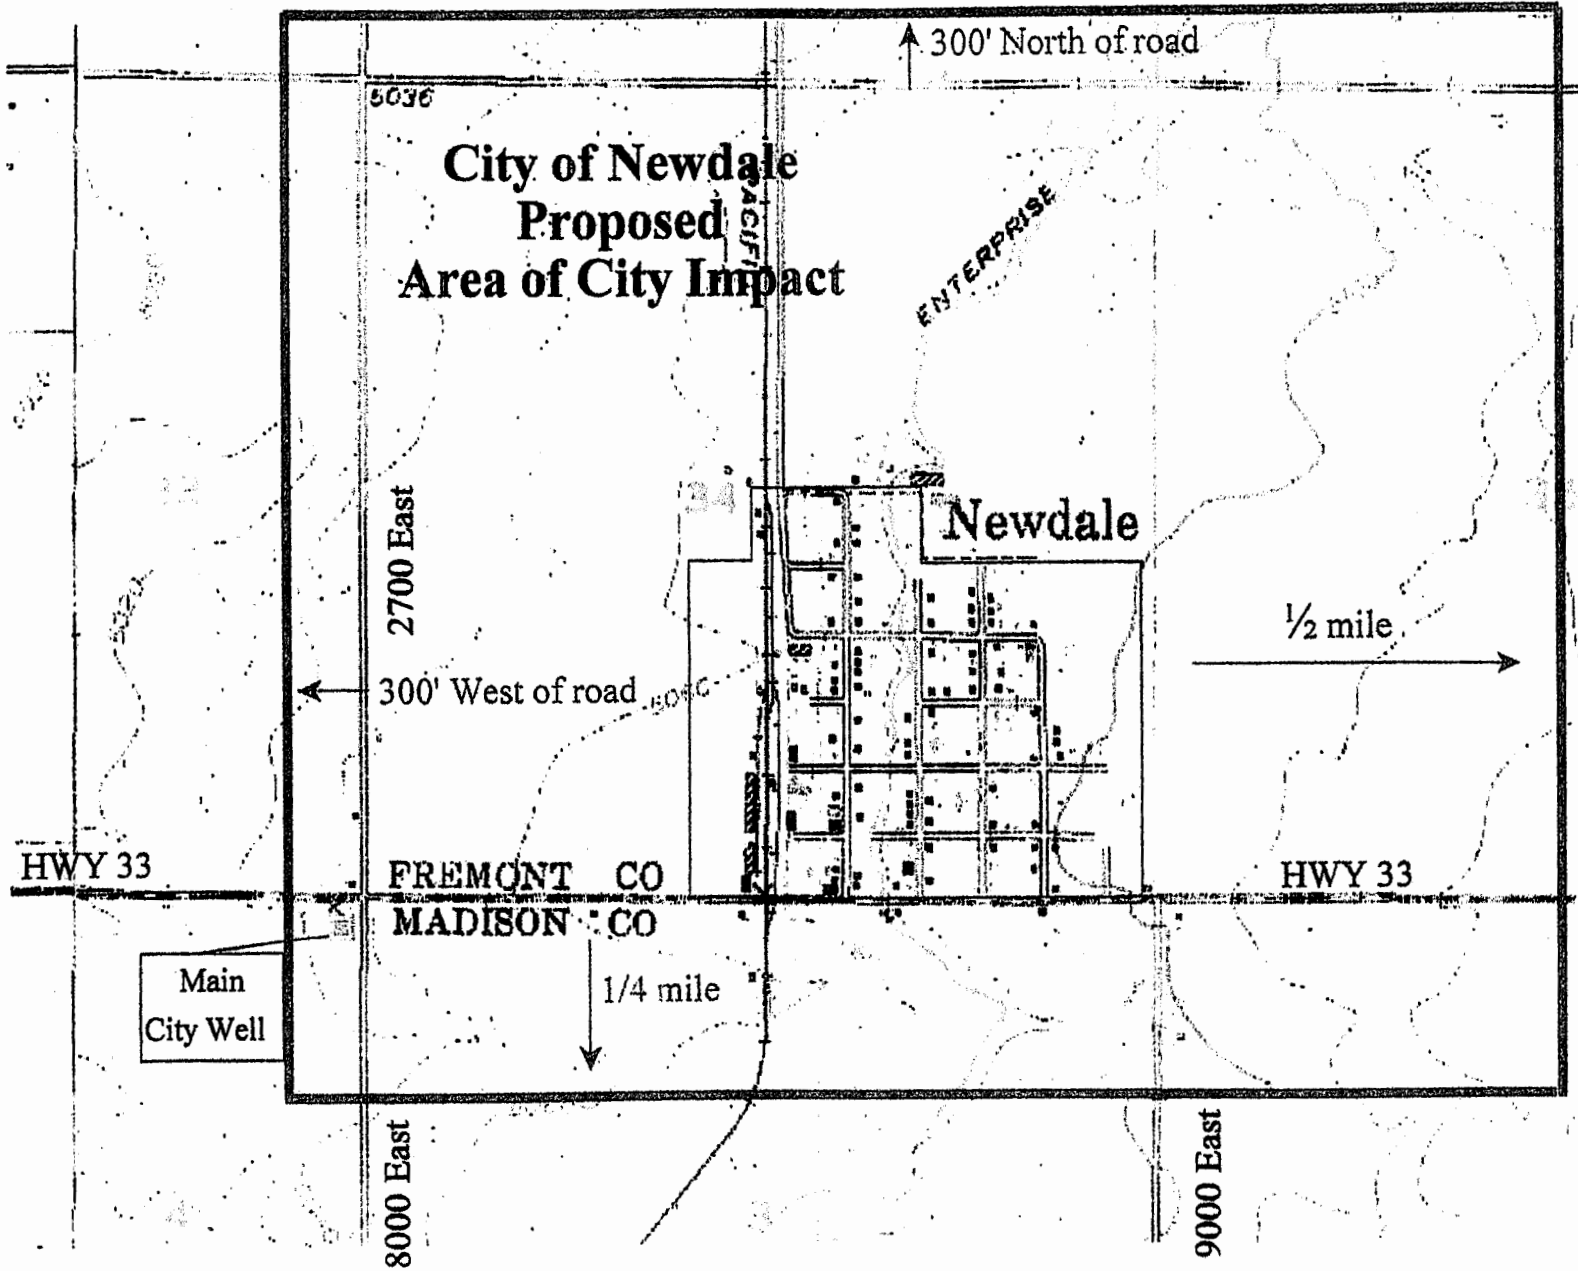 300' North of road
5036
City of Newdale
Proposed
Area of City Impact
PACIFI
ENTERPRISE
34
Newdale
2700 East
½ mile
300' West of road
HWY 33
FREMONT CO
HWY 33
MADISON CO
Main
City Well
1/4 mile
8000 East
9000 East